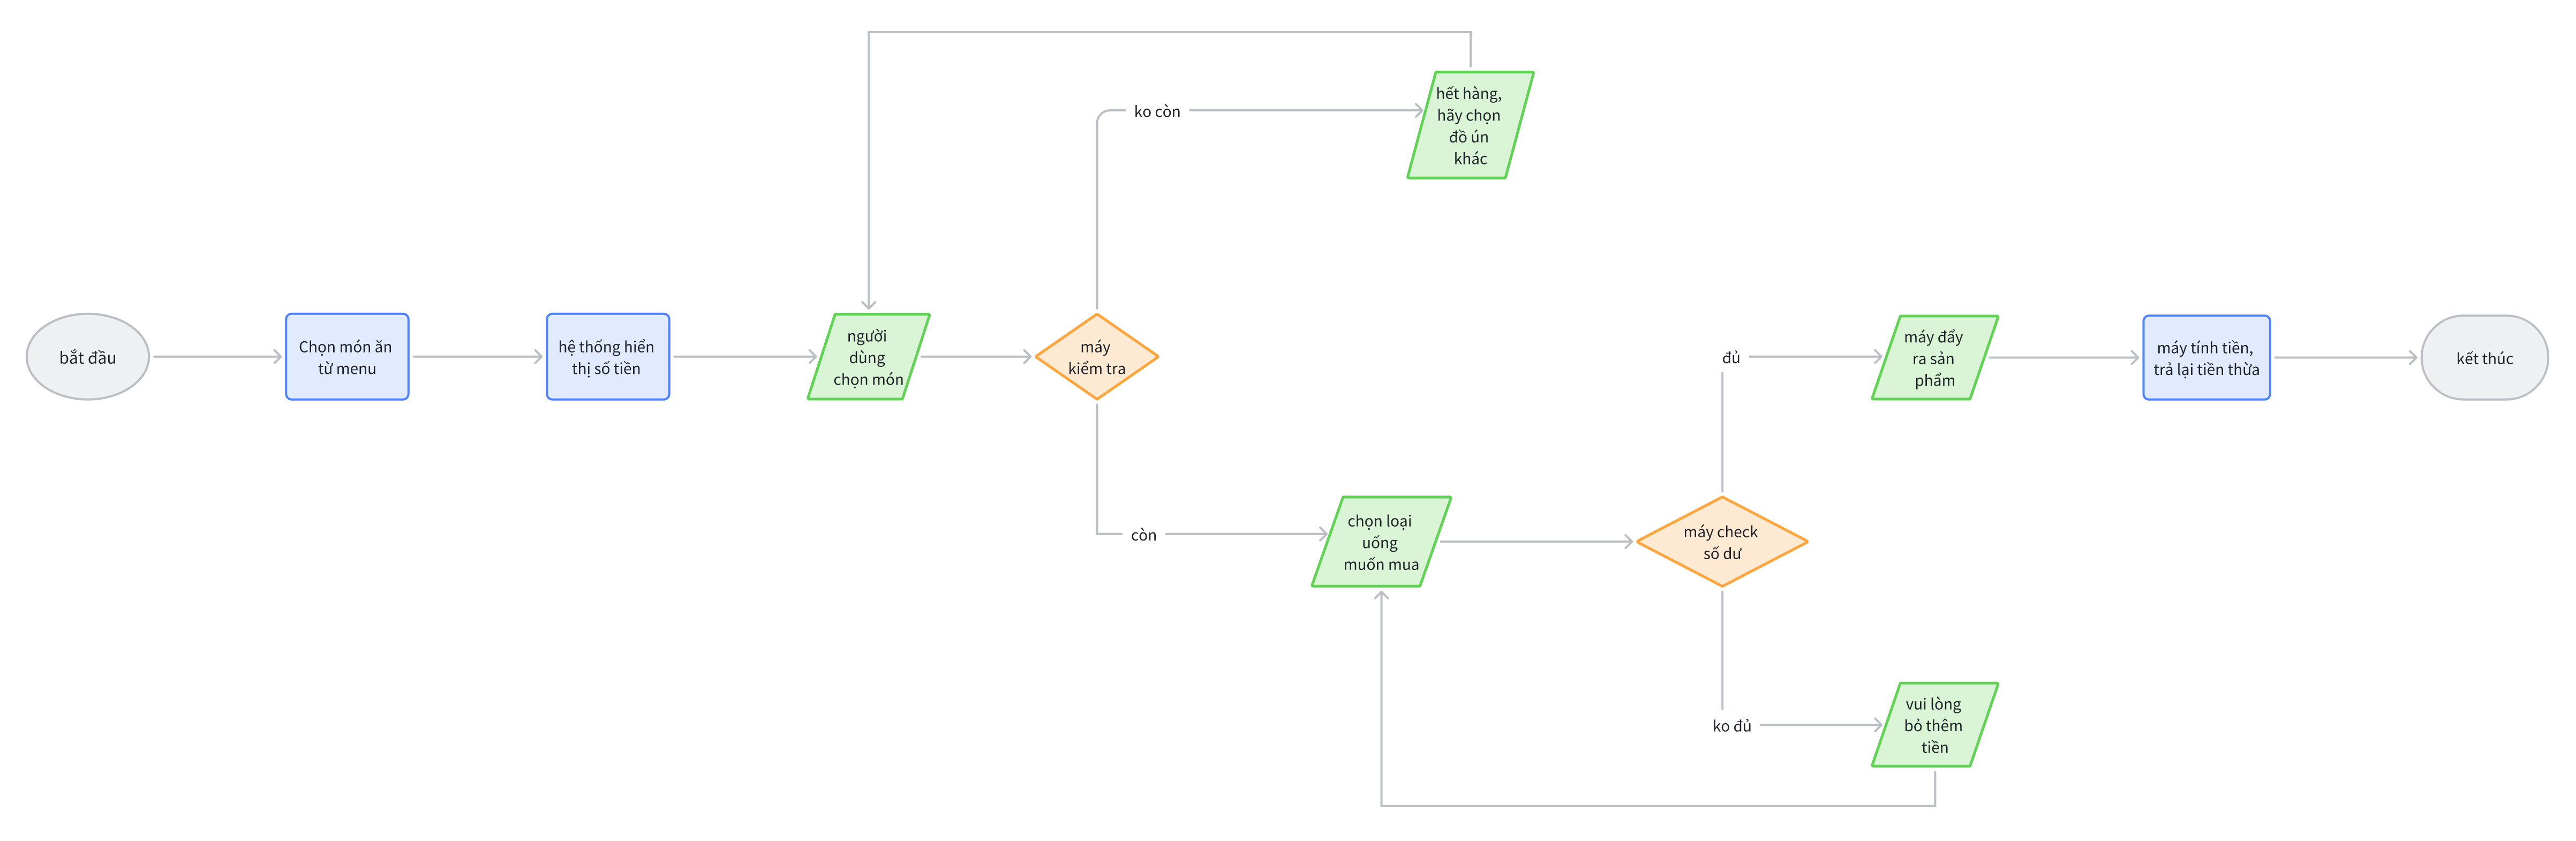 hết hàng,
hãy chọn
đồ ún
khác
ko còn
bắt đầu
Chọn món ăn
từ menu
hệ thống hiển
thị số tiền
người
dùng
chọn món
máy
kiểm tra
đủ
máy đẩy
ra sản
phẩm
máy tính tiền,
trả lại tiền thừa
kết thúc
còn
chọn loại
uống
muốn mua
máy check
số dư
ko đủ
vui lòng
bỏ thêm
tiền